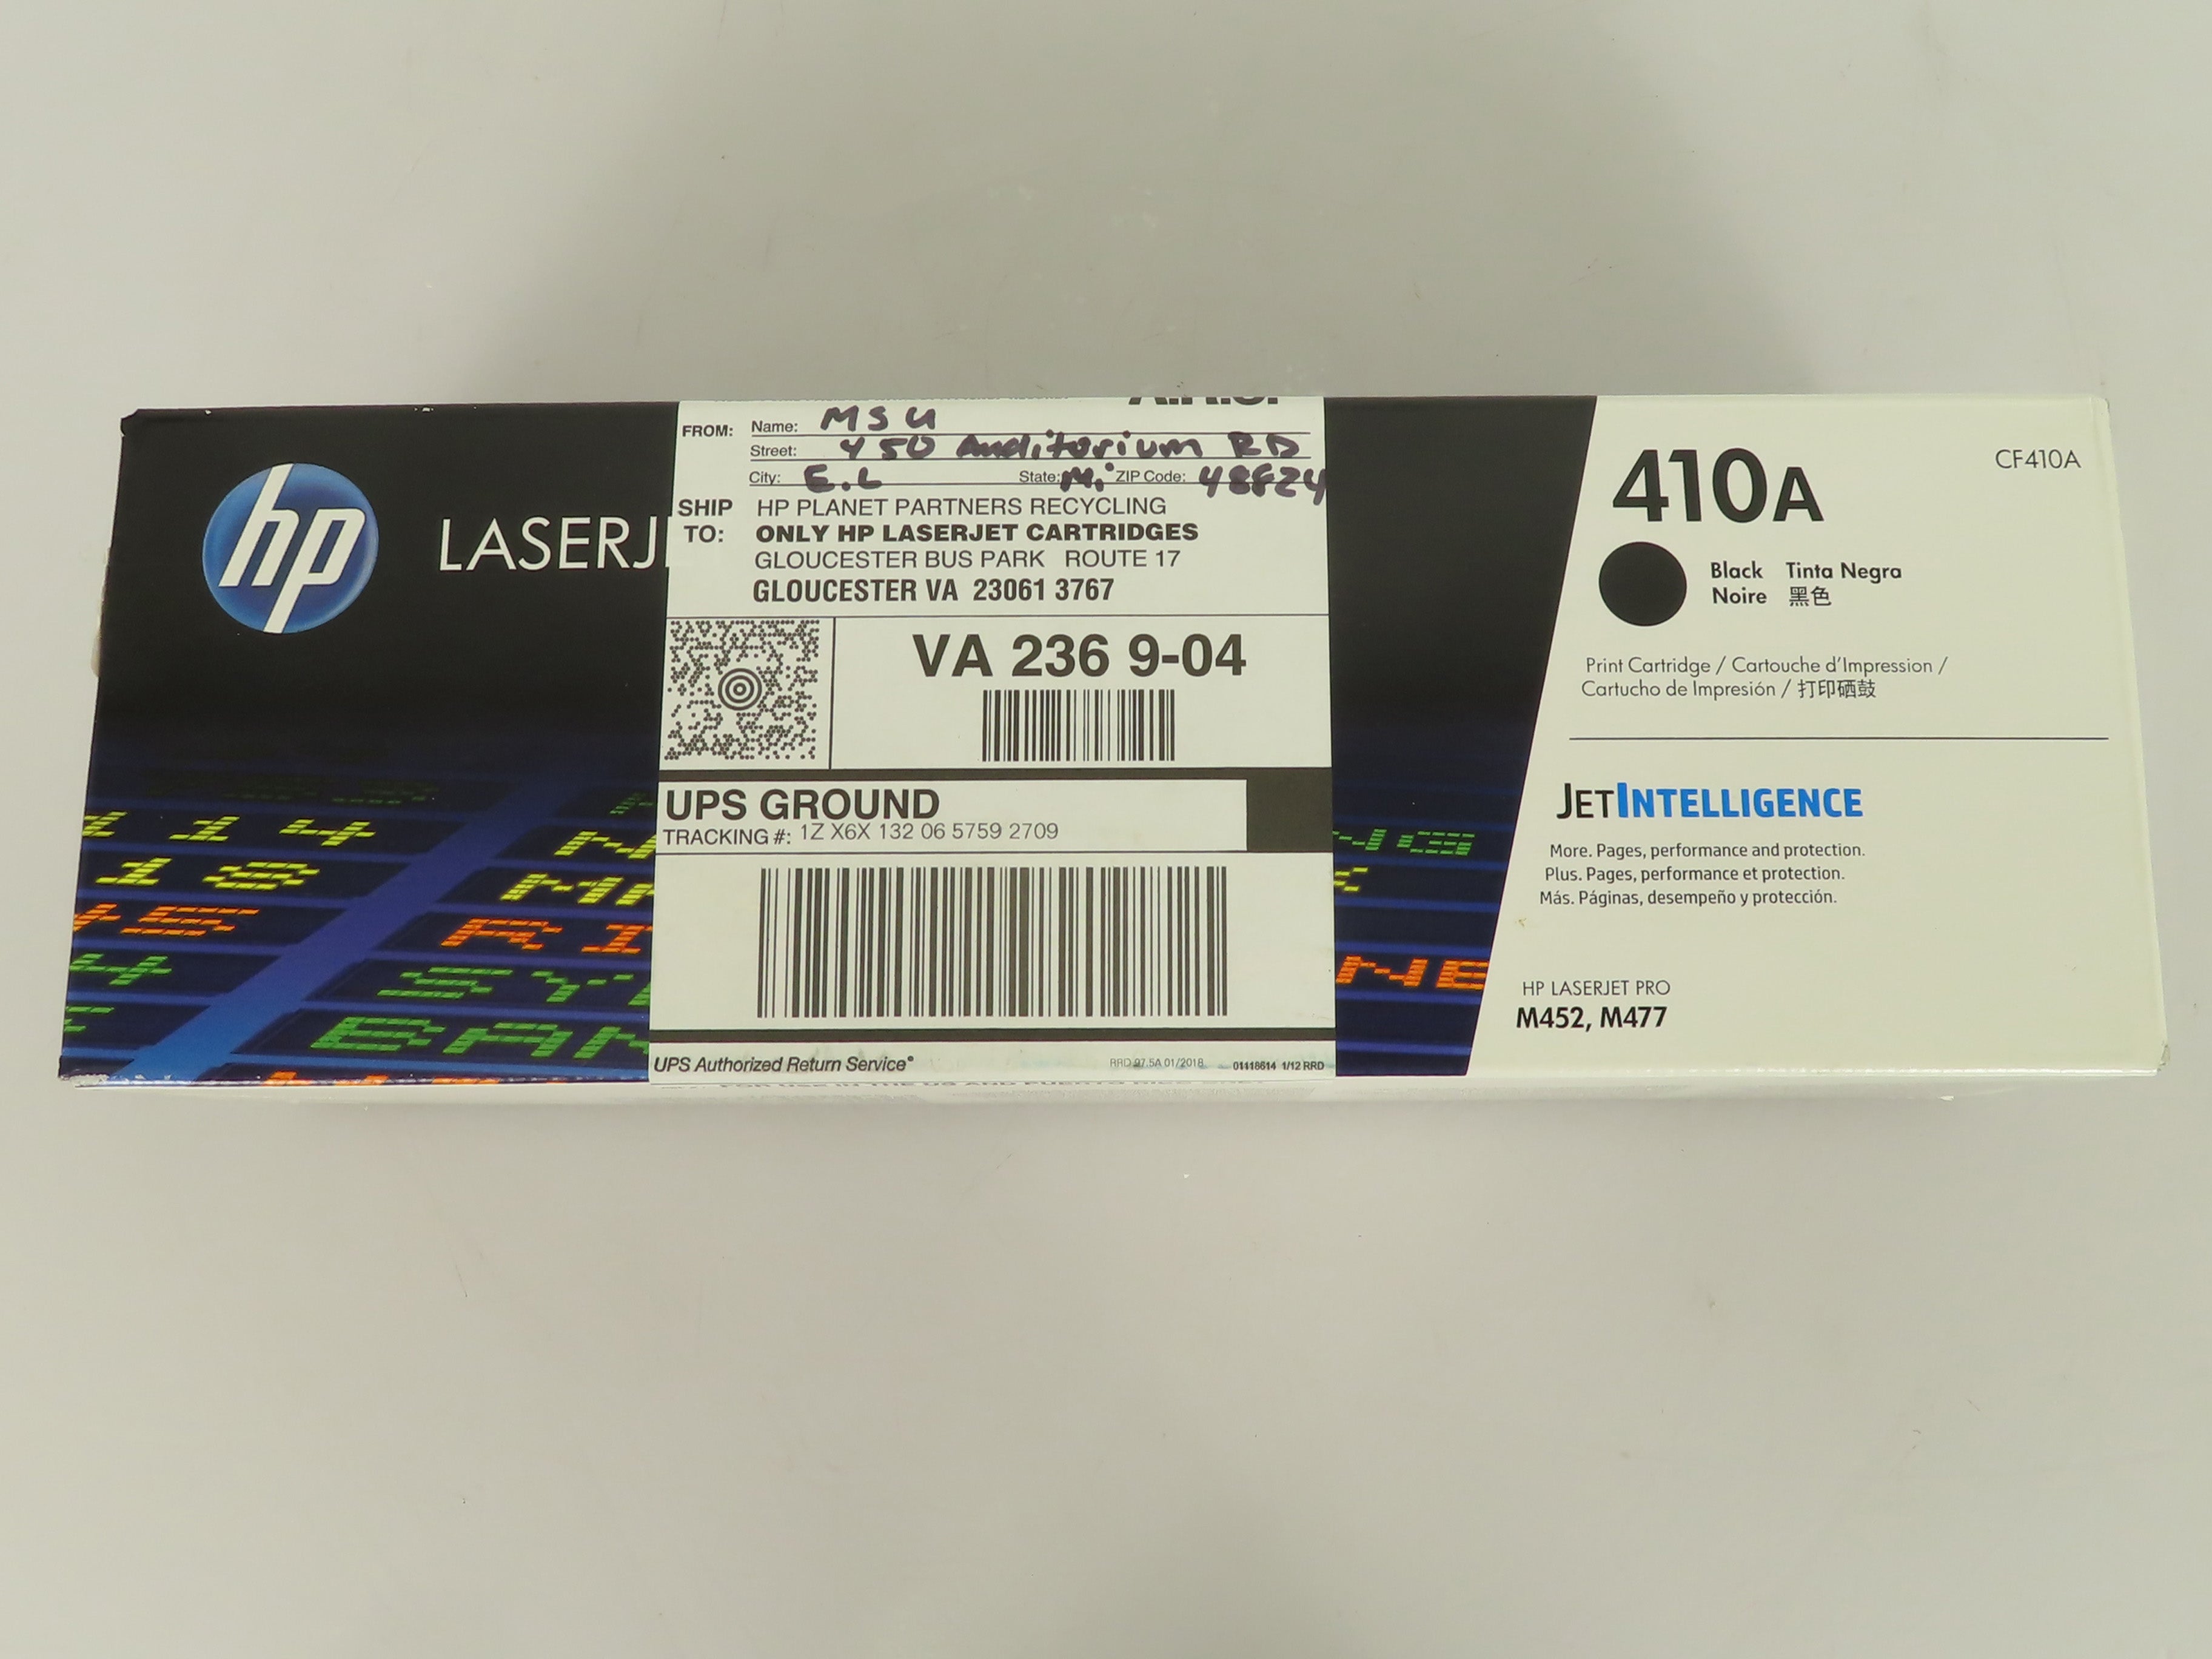 hp
LASERJ
FROM:
Name: MSU
Street: 450 Auditorium RD
City: E.L State: Mi ZIP Code: 48824
SHIP TO:
HP PLANET PARTNERS RECYCLING
ONLY HP LASERJET CARTRIDGES
GLOUCESTER BUS PARK ROUTE 17
GLOUCESTER VA 23061 3767
VA 236 9-04
UPS GROUND
TRACKING #: 1Z X6X 132 06 5759 2709
UPS Authorized Return Service®
RRD 97.5A 01/2018
01118614 1/12 RRD
410A
CF410A
Black Tinta Negra
Noire 黑色
Print Cartridge / Cartouche d'Impression /
Cartucho de Impresión / 打印硒鼓
JETINTELLIGENCE
More. Pages, performance and protection.
Plus. Pages, performance et protection.
Más. Páginas, desempeño y protección.
HP LASERJET PRO
M452, M477
114
18